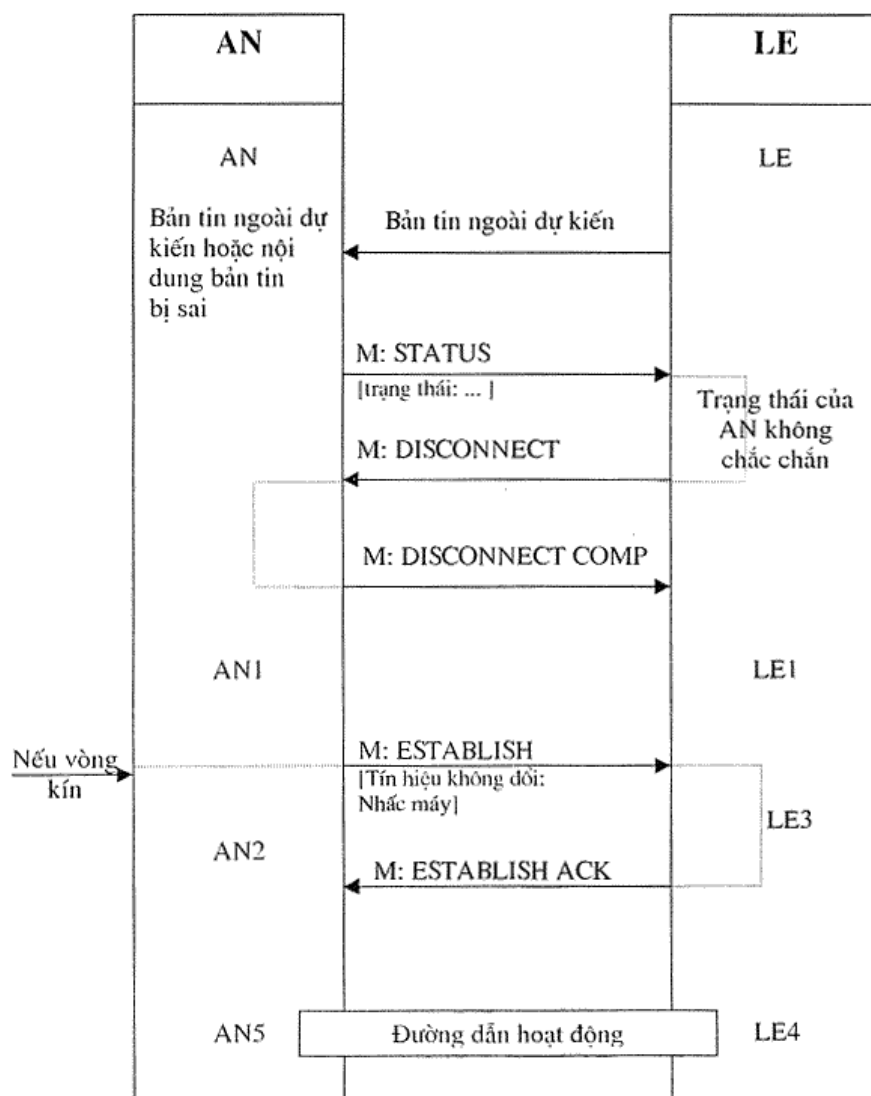 AN
LE
AN
LE
Bản tin ngoài dự
kiến hoặc nội
dung bản tin
bị sai
Bản tin ngoài dự kiến
M: STATUS
[trạng thái: ... ]
Trạng thái của
AN không
chắc chắn
M: DISCONNECT
M: DISCONNECT COMP
AN1
LE1
Nếu vòng
kín
M: ESTABLISH
[Tín hiệu không đổi:
Nhấc máy]
LE3
AN2
M: ESTABLISH ACK
AN5
Đường dẫn hoạt động
LE4